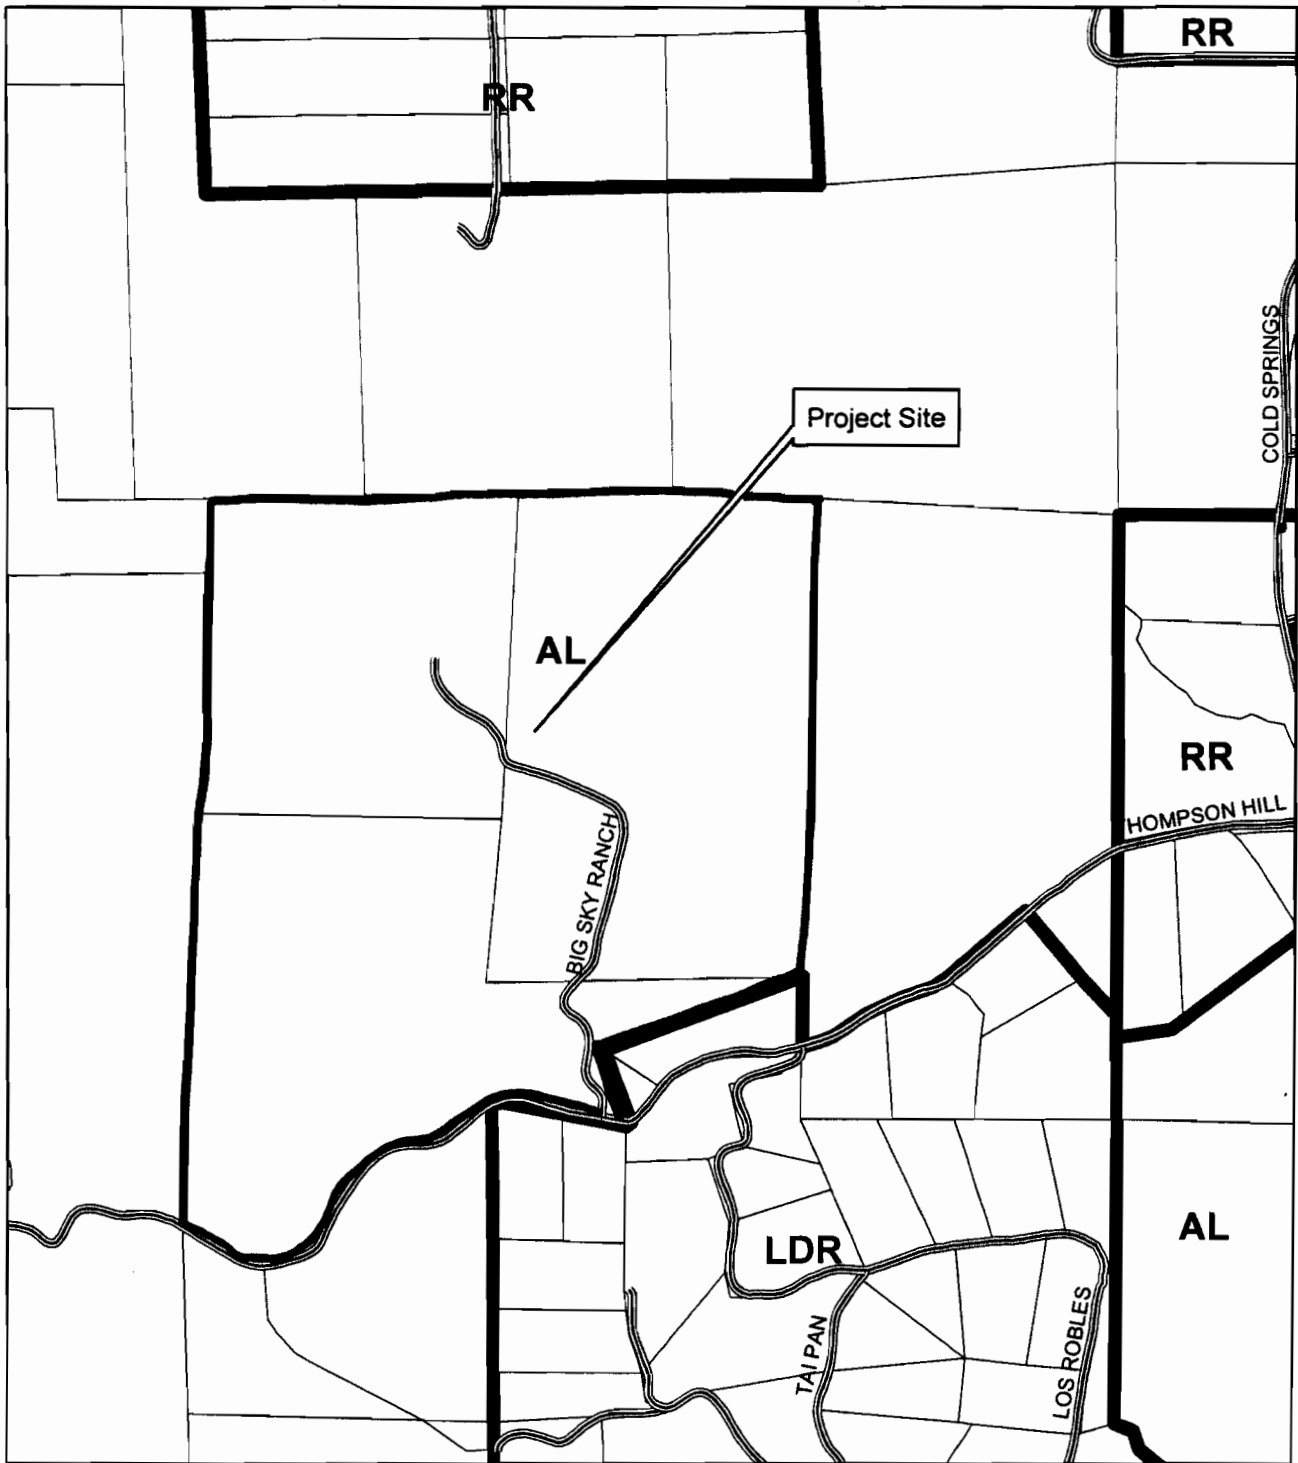 RR
RR
COLD SPRINGS
Project Site
AL
RR
HOMPSON HILL
BIG SKY RANCH
AL
LDR
TAI PAN
LOS ROBLES